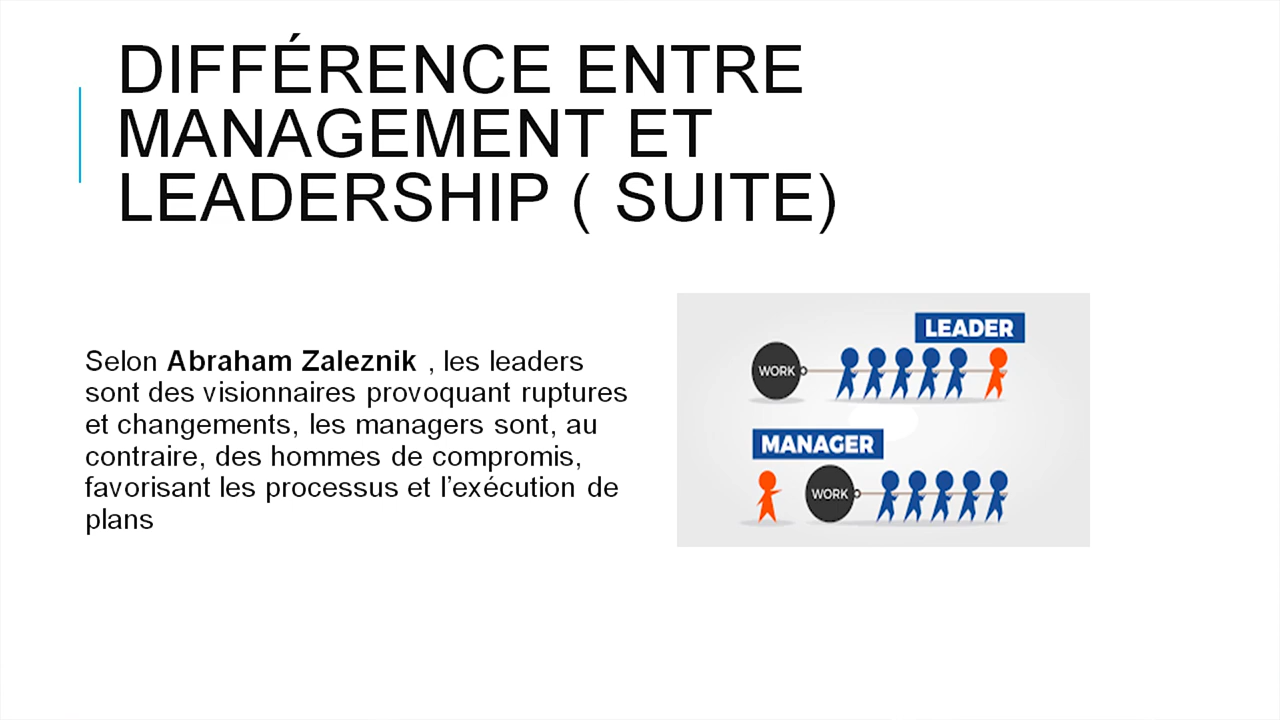 DIFFÉRENCE ENTRE
MANAGEMENT ET
LEADERSHIP ( SUITE)
Selon Abraham Zaleznik , les leaders
sont des visionnaires provoquant ruptures
et changements, les managers sont, au
contraire, des hommes de compromis,
favorisant les processus et l’exécution de
plans
LEADER
WORK
MANAGER
WORK